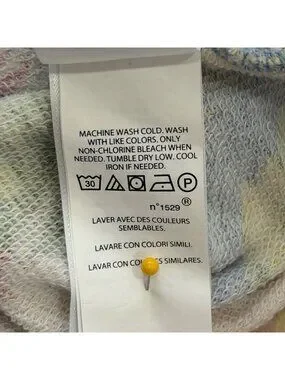 MACHINE WASH COLD. WASH
WITH LIKE COLORS. ONLY
NON-CHLORINE BLEACH WHEN
NEEDED. TUMBLE DRY LOW. COOL
IRON IF NEEDED.
30 P
n°1529 ®
LAVER AVEC DES COULEURS
SEMBLABLES.
LAVARE CON COLORI SIMILI.
LAVAR CON SIMILARES.